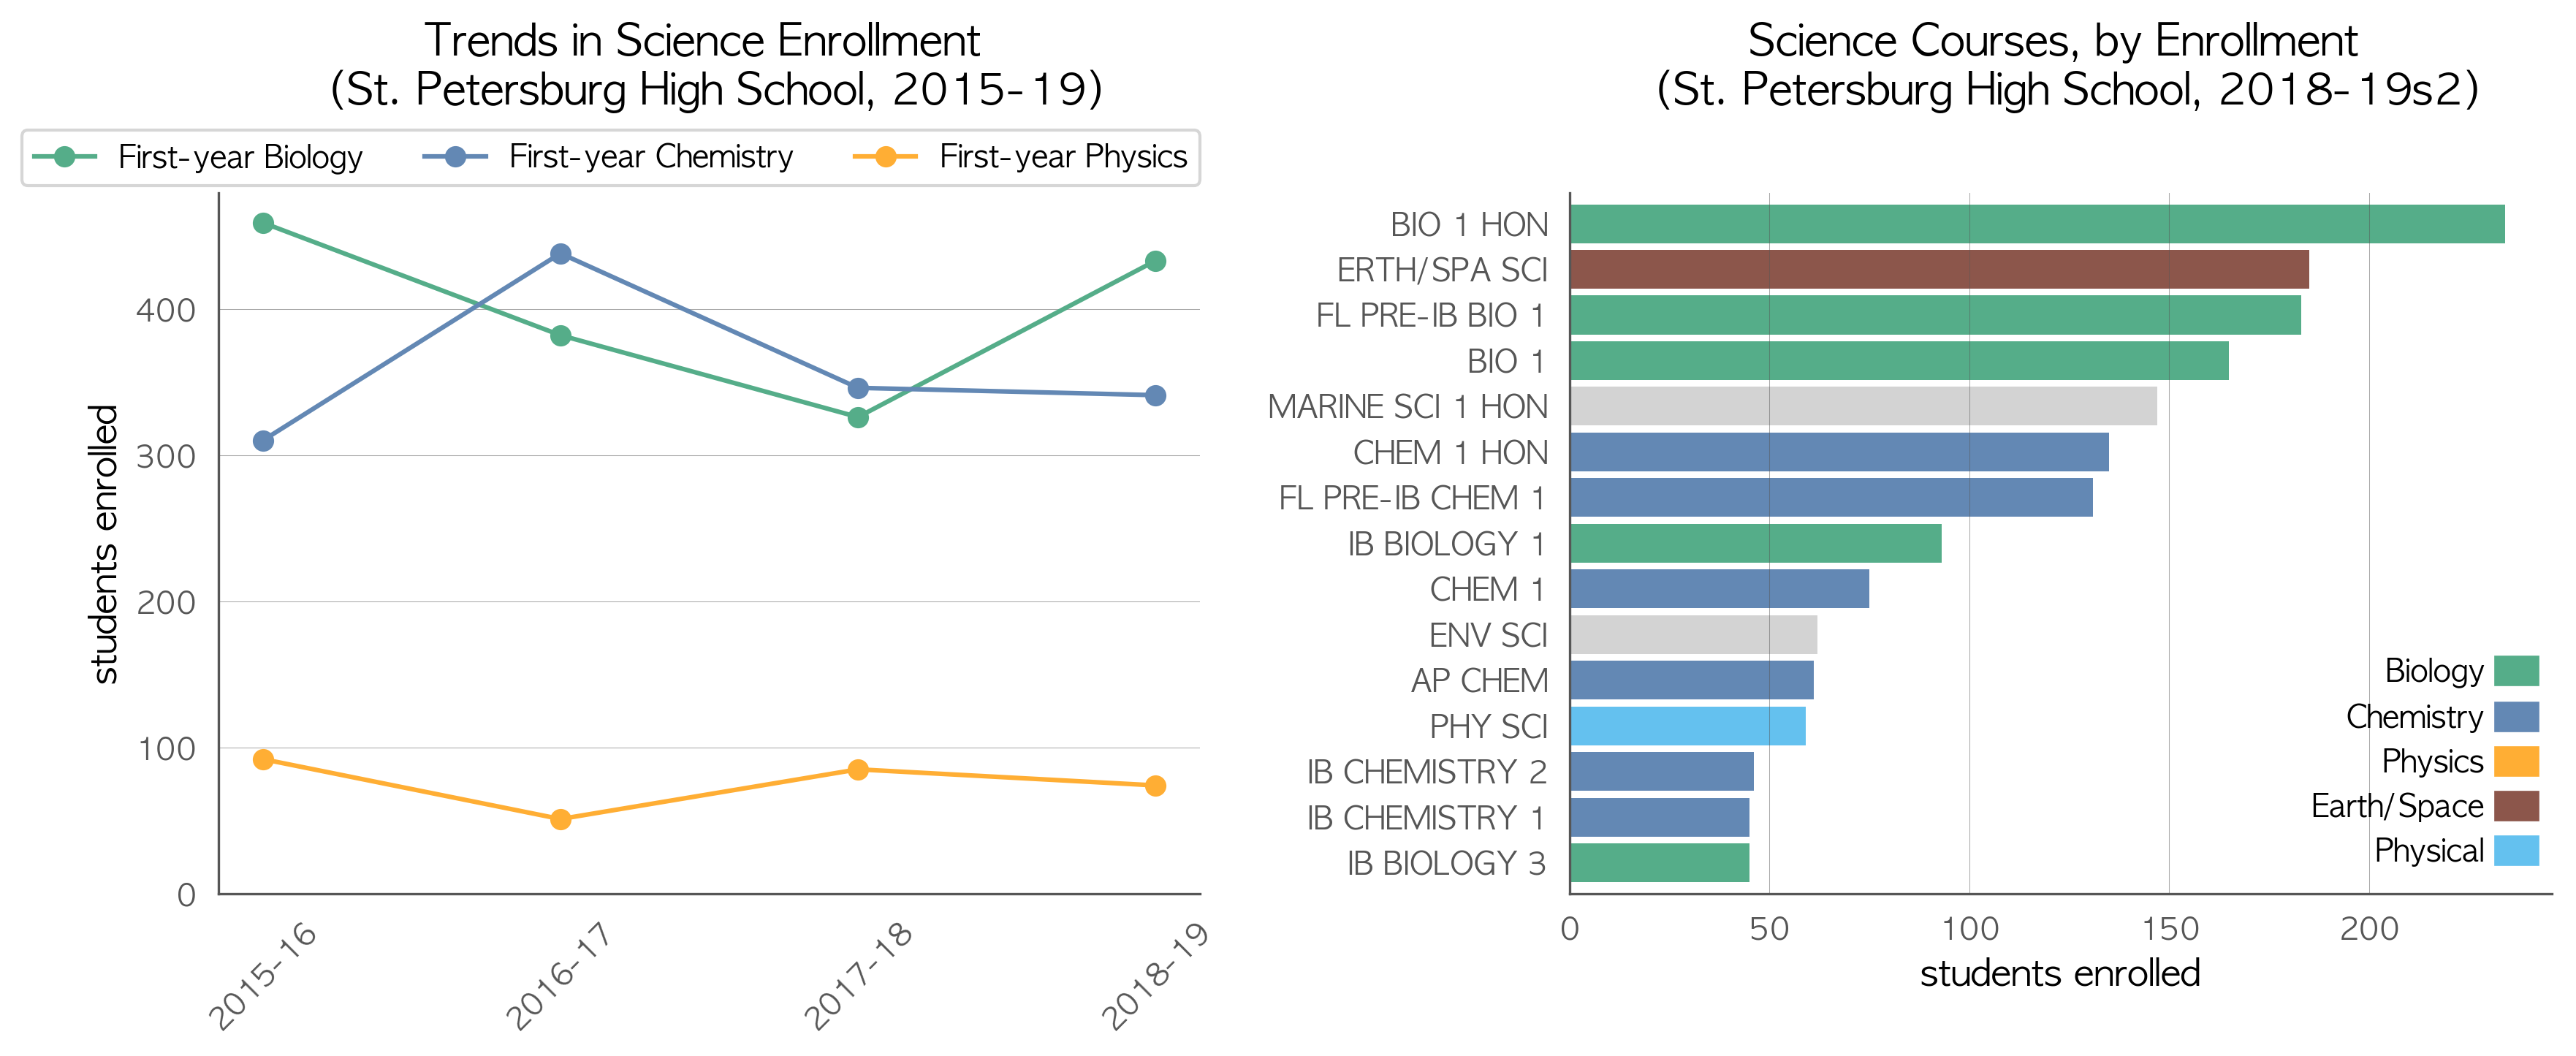 Trends in Science Enrollment
(St. Petersburg High School, 2015-19)
First-year Biology
First-year Chemistry
First-year Physics
students enrolled
400
300
200
100
0
2015-16
2016-17
2017-18
2018-19
Science Courses, by Enrollment
(St. Petersburg High School, 2018-19s2)
BIO 1 HON
ERTH/SPA SCI
FL PRE-IB BIO 1
BIO 1
MARINE SCI 1 HON
CHEM 1 HON
FL PRE-IB CHEM 1
IB BIOLOGY 1
CHEM 1
ENV SCI
AP CHEM
PHY SCI
IB CHEMISTRY 2
IB CHEMISTRY 1
IB BIOLOGY 3
Biology
Chemistry
Physics
Earth/Space
Physical
0
50
100
150
200
students enrolled